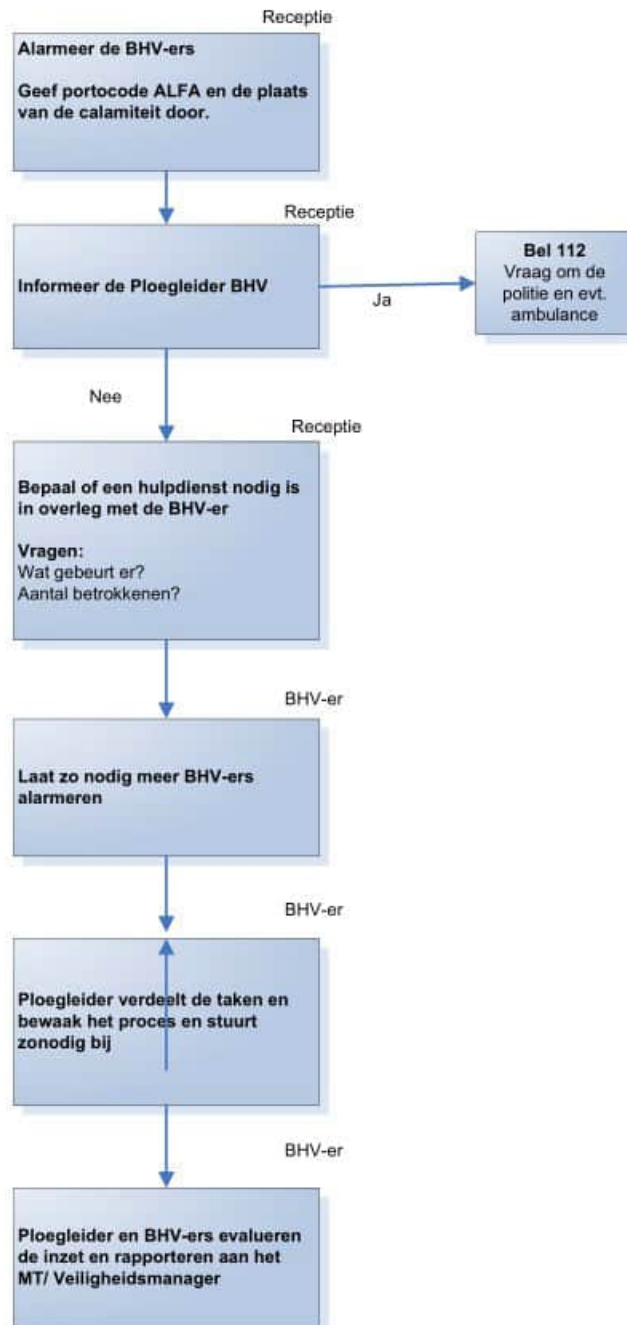 Receptie
Alarmeer de BHV-ers
Geef portocode ALFA en de plaats
van de calamiteit door.
Receptie
Informeer de Ploegleider BHV
Ja
Bel 112
Vraag om de
politie en evt.
ambulance
Nee
Receptie
Bepaal of een hulpdienst nodig is
in overleg met de BHV-er
Vragen:
Wat gebeurt er?
Aantal betrokkenen?
BHV-er
Laat zo nodig meer BHV-ers
alarmeren
BHV-er
Ploegleider verdeelt de taken en
bewaak het proces en stuurt
zonodig bij
BHV-er
Ploegleider en BHV-ers evalueren
de inzet en rapporteren aan het
MT/ Veiligheidsmanager